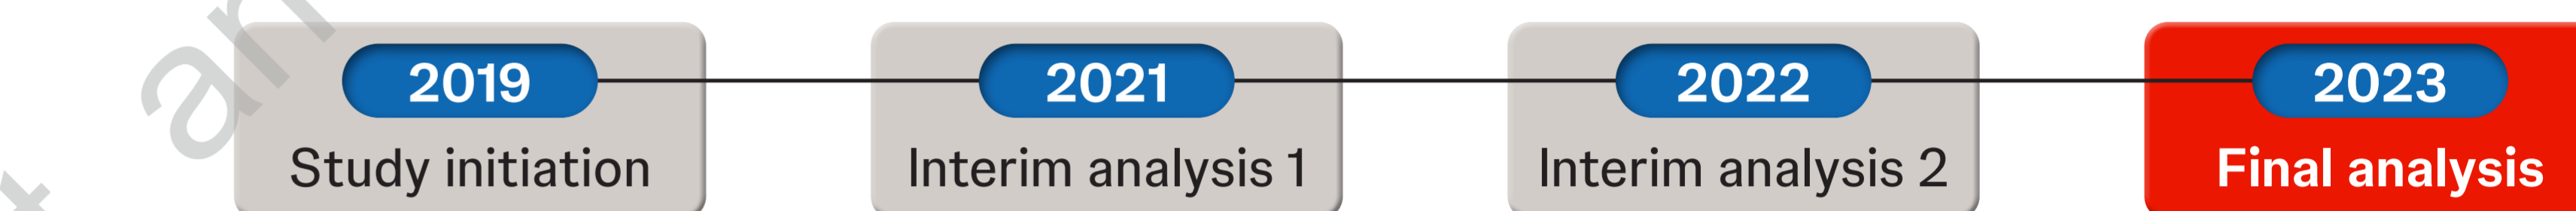 2019
Study initiation
2021
Interim analysis 1
2022
Interim analysis 2
2023
Final analysis